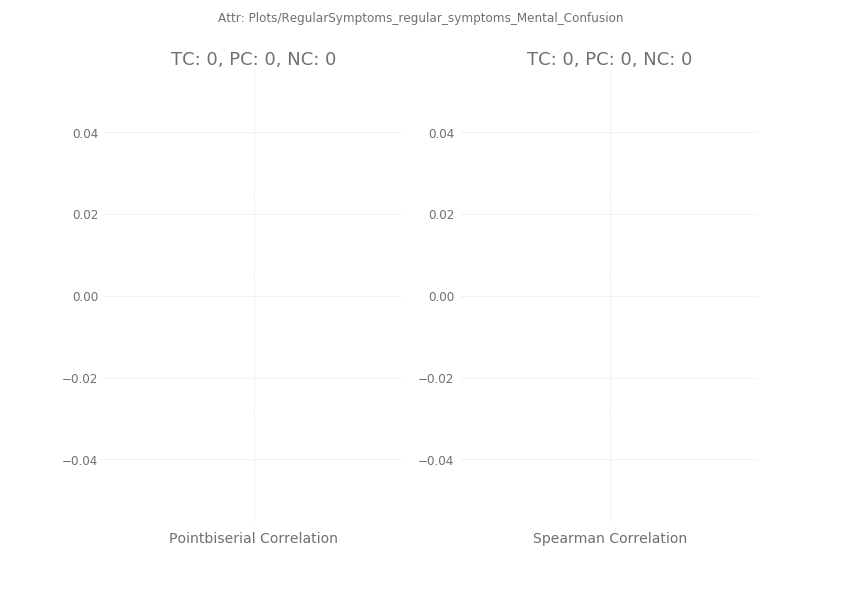 Attr: Plots/RegularSymptoms_regular_symptoms_Mental_Confusion
TC: 0, PC: 0, NC: 0
0.04
0.02
0.00
−0.02
−0.04
Pointbiserial Correlation
TC: 0, PC: 0, NC: 0
0.04
0.02
0.00
−0.02
−0.04
Spearman Correlation